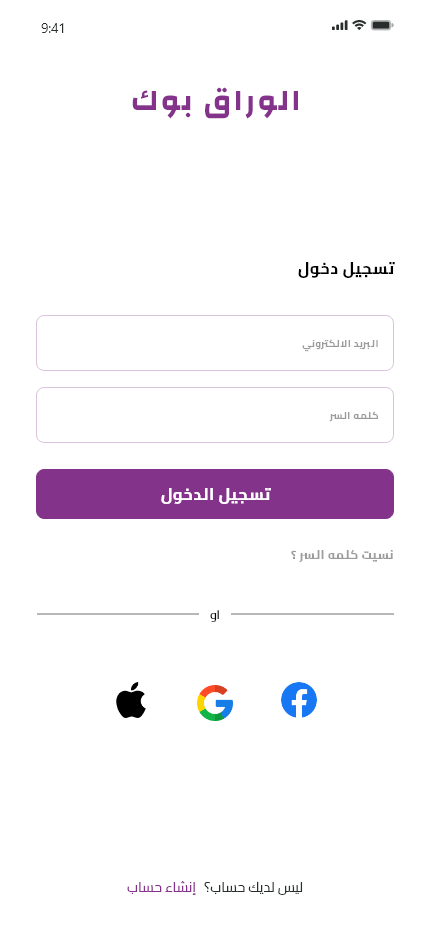 9:41
الوراق بوك
تسجيل دخول
البريد الالكتروني
كلمه السر
تسجيل الدخول
نسيت كلمه السر ؟
او
ليس لديك حساب؟ إنشاء حساب